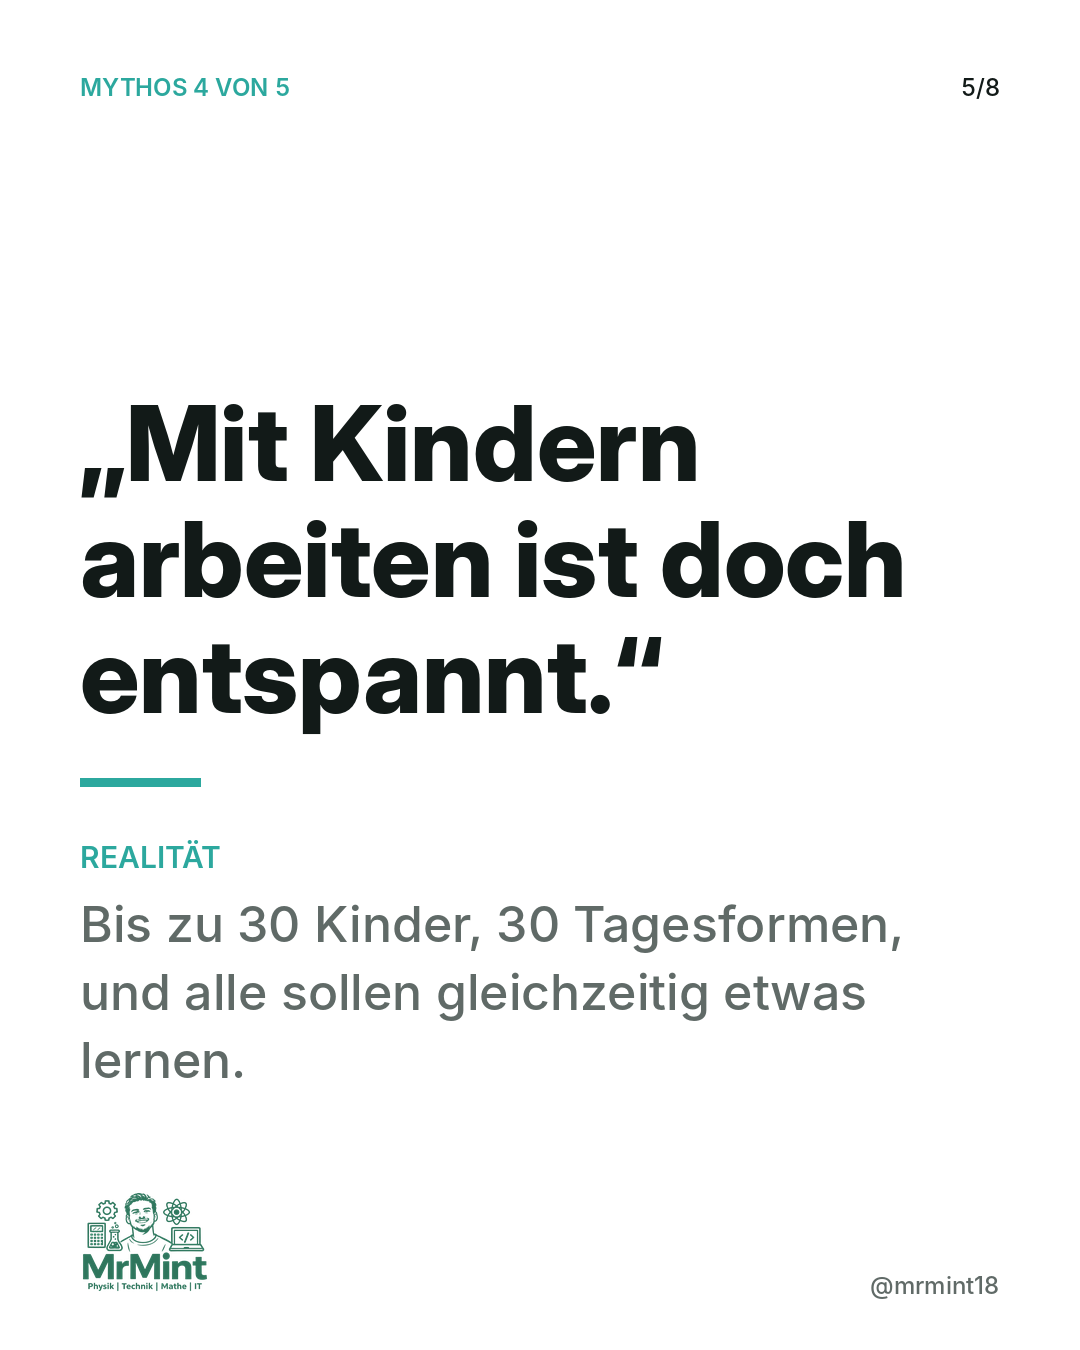 MYTHOS 4 VON 5
5/8
„Mit Kindern
arbeiten ist doch
entspannt.“
REALITÄT
Bis zu 30 Kinder, 30 Tagesformen,
und alle sollen gleichzeitig etwas
lernen.
MrMint
Physik | Technik | Mathe | IT
@mrmint18